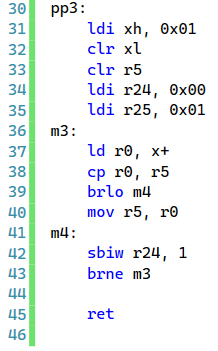 30 pp3:
31 ldi xh, 0x01
32 clr xl
33 clr r5
34 ldi r24, 0x00
35 ldi r25, 0x01
36 m3:
37 ld r0, x+
38 cp r0, r5
39 brlo m4
40 mov r5, r0
41 m4:
42 sbiw r24, 1
43 brne m3
44
45 ret
46